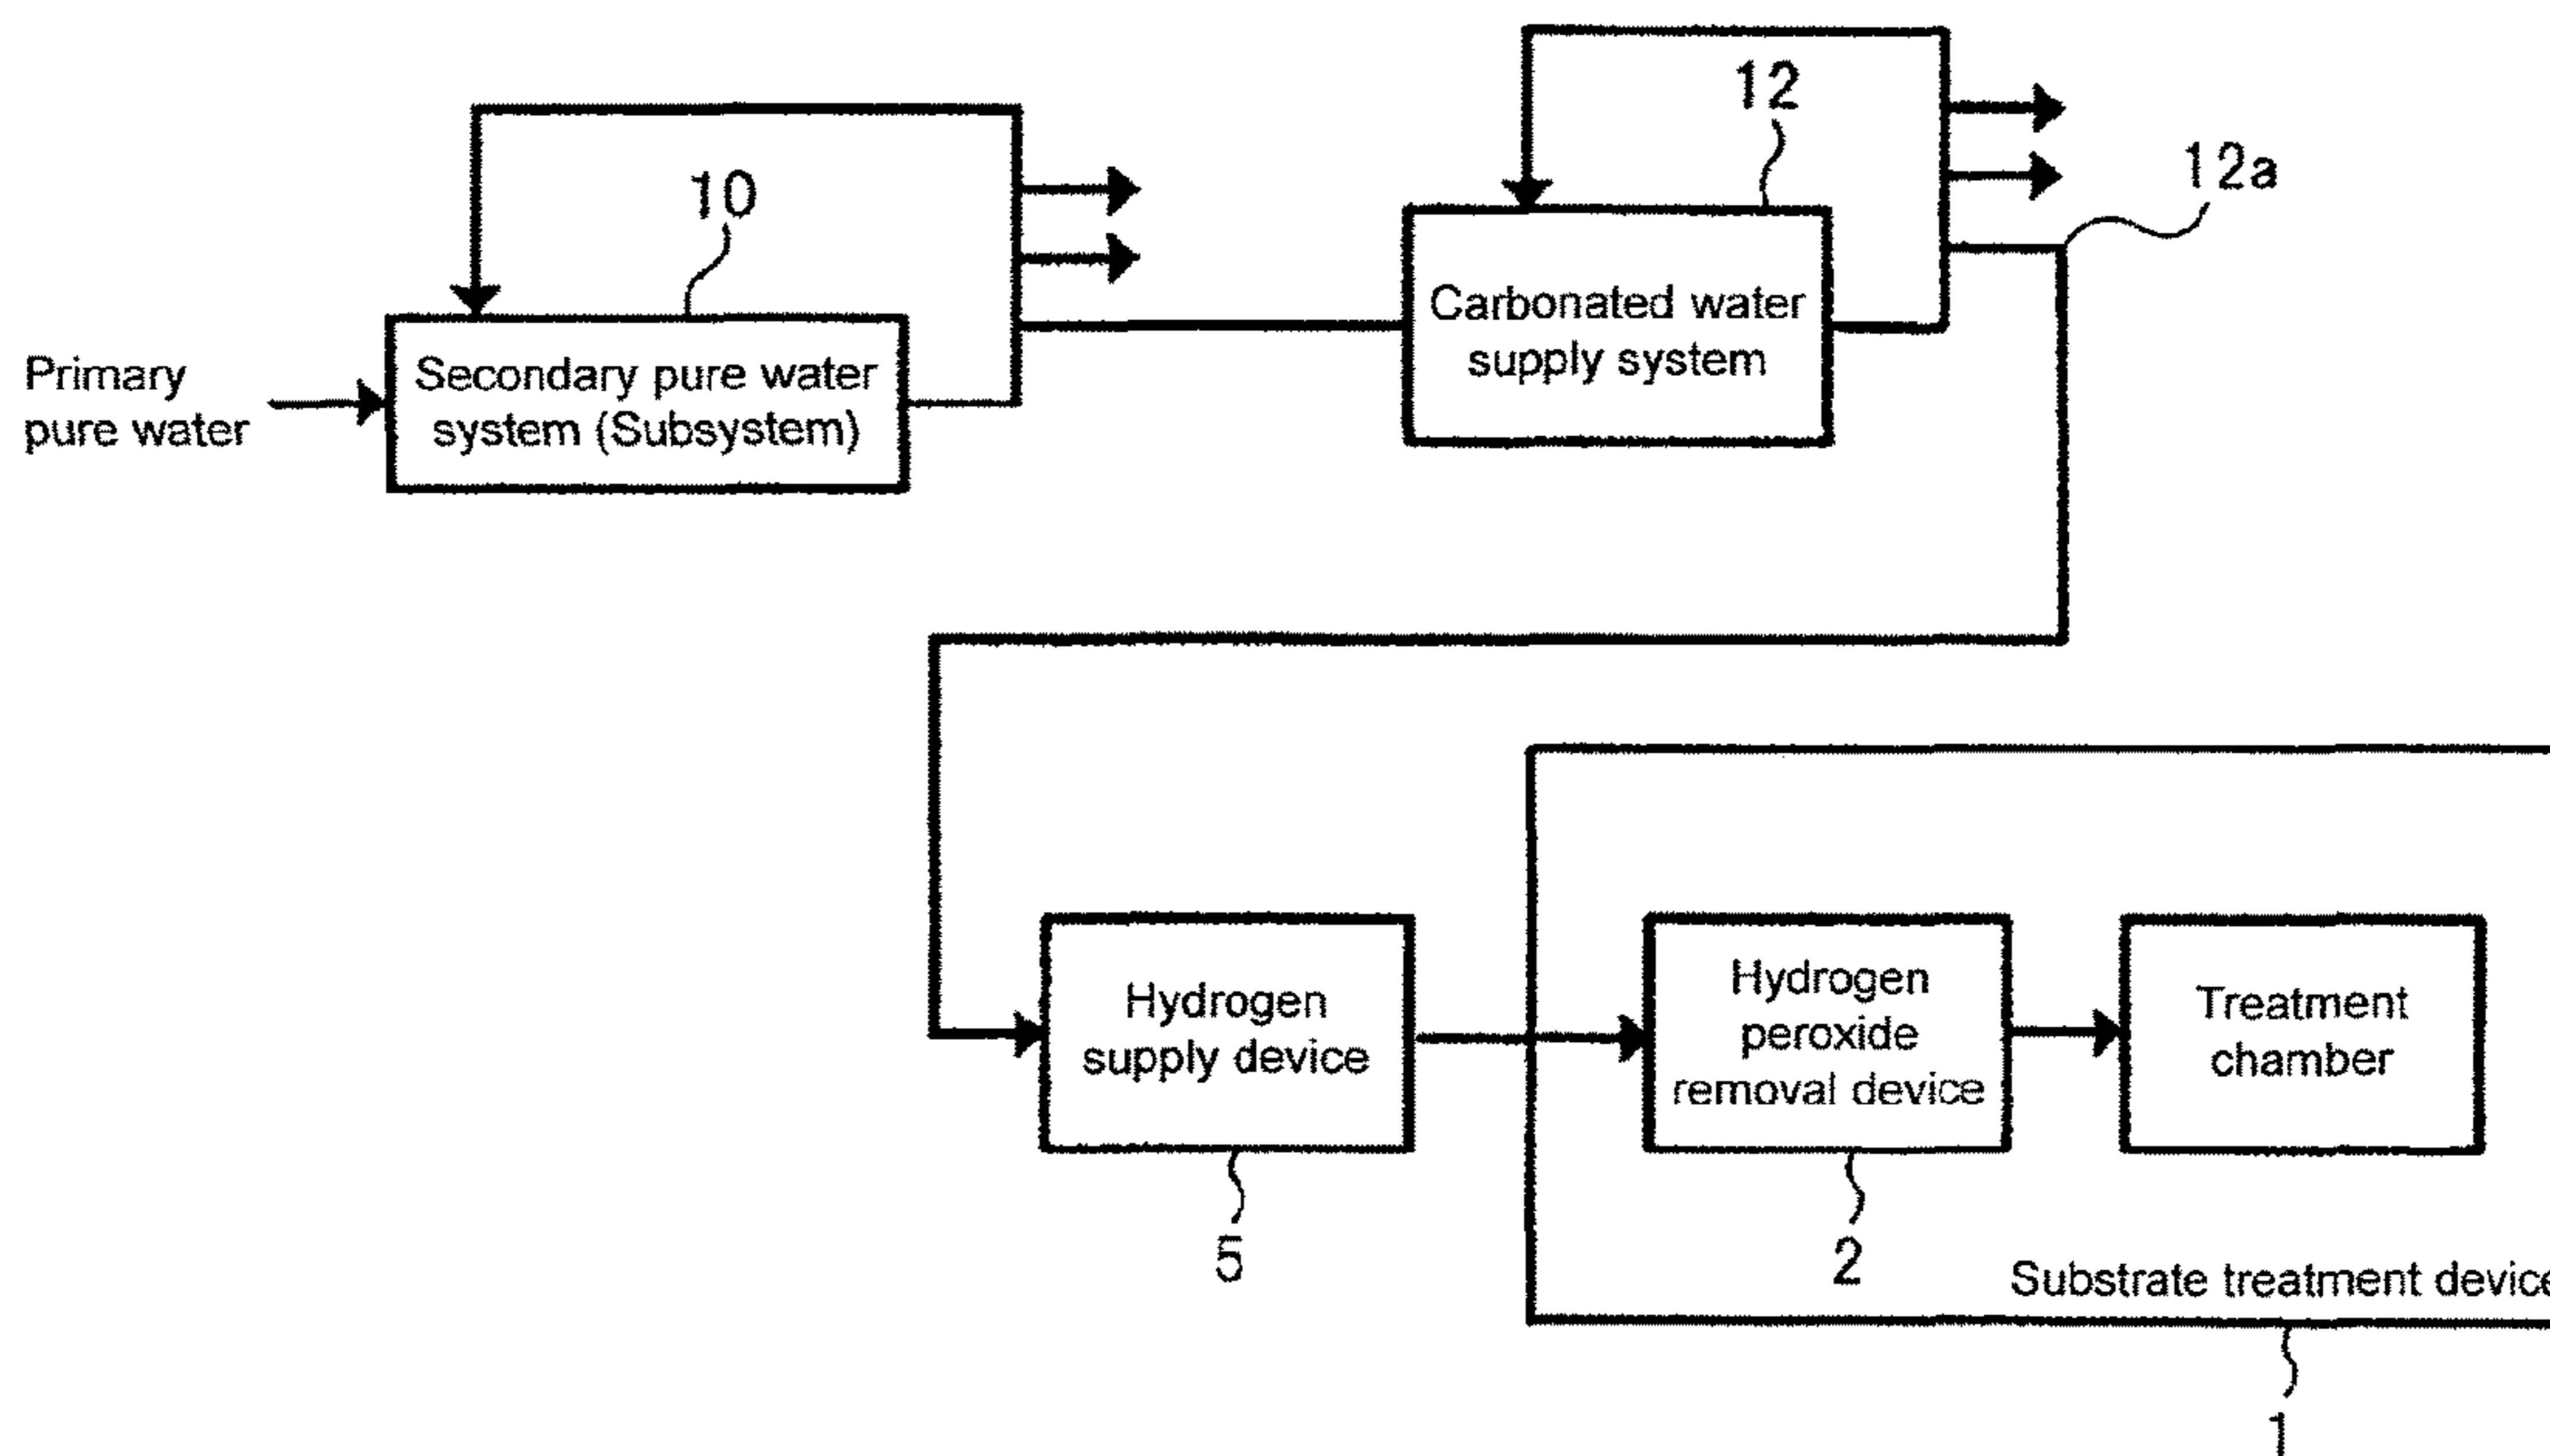 12
12a
10
Carbonated water
supply system
Primary
pure water
Secondary pure water
system (Subsystem)
Hydrogen
supply device
Hydrogen
peroxide
removal device
Treatment
chamber
5
2
Substrate treatment device
1